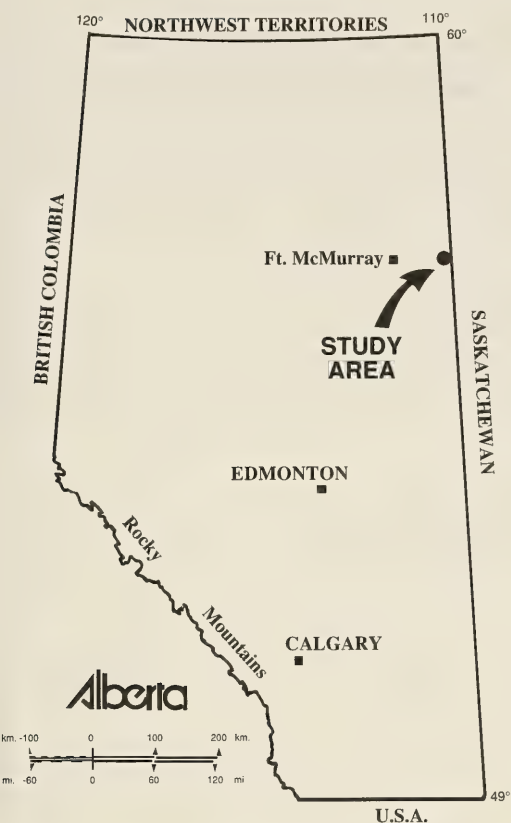 120° NORTHWEST TERRITORIES 110°
60°
BRITISH COLOMBIA
Ft. McMurray
STUDY
AREA
SASKATCHEWAN
EDMONTON
Rocky
Mountains
CALGARY
Alberta
km. -100 0 100 200 km.
mi. -60 0 60 120 mi
49°
U.S.A.